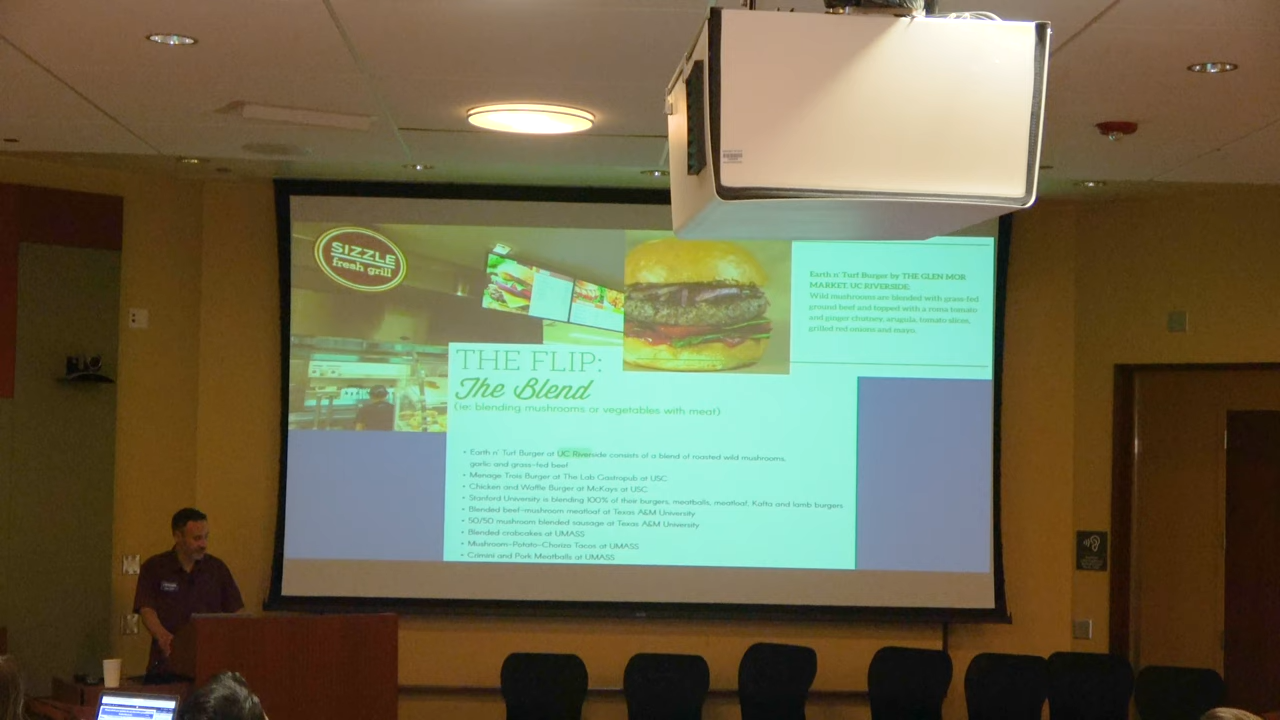 SIZZLE
fresh grill
Earth n' Turf Burger by THE GLEN MOR
MARKET, UC RIVERSIDE:
Wild mushrooms are blended with grass-fed
ground beef and topped with a roma tomato
and ginger chutney, arugula, tomato slices,
grilled red onions and mayo.
THE FLIP:
The Blend
(ie: blending mushrooms or vegetables with meat)
• Earth n' Turf Burger at UC Riverside consists of a blend of roasted wild mushrooms,
garlic and grass-fed beef
• Menage Trois Burger at The Lab Gastropub at USC
• Chicken and Waffle Burger at McKays at USC
• Stanford University is blending 100% of their burgers, meatballs, meatloaf, Kafta and lamb burgers
• Blended beef-mushroom meatloaf at Texas A&M University
• 50/50 mushroom blended sausage at Texas A&M University
• Blended crabcakes at UMASS
• Mushroom-Potato-Chorizo Tacos at UMASS
• Crimini and Pork Meatballs at UMASS